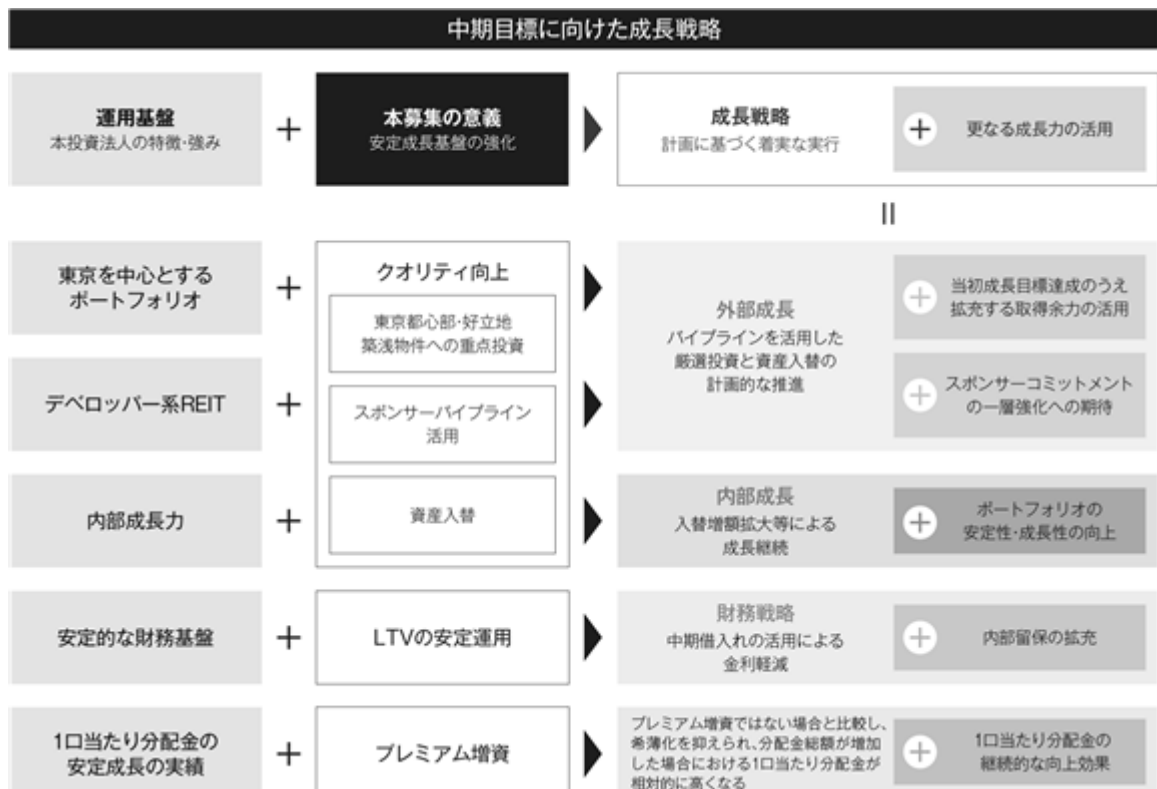 中期目標に向けた成長戦略
運用基盤
本投資法人の特徴・強み
+
本募集の意義
安定成長基盤の強化
成長戦略
計画に基づく着実な実行
+
更なる成長力の活用
=
東京を中心とする
ポートフォリオ
+
クオリティ向上
東京都心部・好立地
築浅物件への重点投資
外部成長
パイプラインを活用した
厳選投資と資産入替の
計画的な推進
+
当初成長目標達成のうえ
拡充する取得余力の活用
デベロッパー系REIT
+
スポンサーパイプライン
活用
+
スポンサーコミットメント
の一層強化への期待
内部成長力
+
資産入替
内部成長
入替増額拡大等による
成長継続
+
ポートフォリオの
安定性・成長性の向上
安定的な財務基盤
+
LTVの安定運用
財務戦略
中期借入れの活用による
金利軽減
+
内部留保の拡充
1口当たり分配金の
安定成長の実績
+
プレミアム増資
プレミアム増資ではない場合と比較し、
希薄化を抑えられ、分配金総額が増加
した場合における1口当たり分配金が
相対的に高くなる
+
1口当たり分配金の
継続的な向上効果